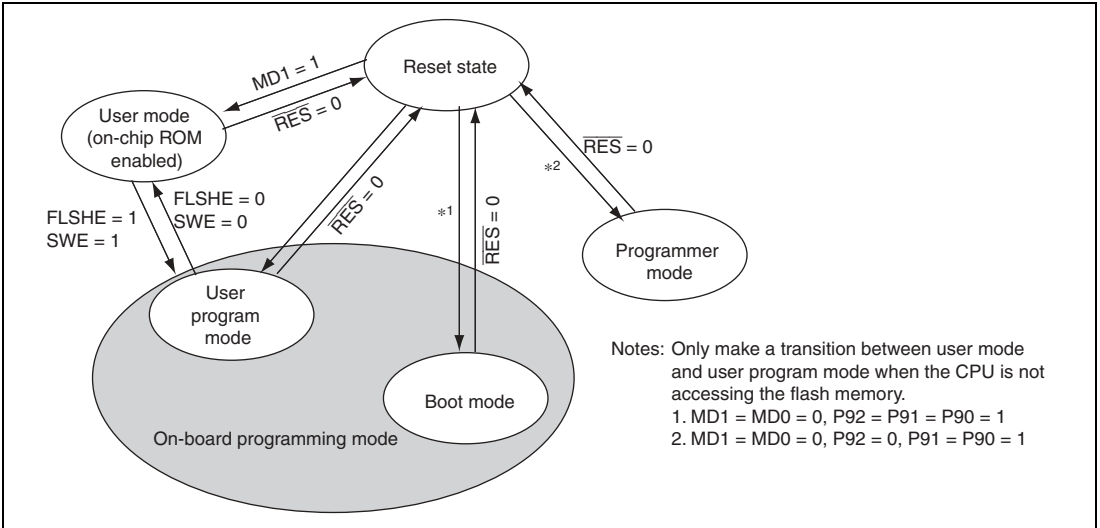 Reset state
MD1 = 1
RES = 0
User mode
(on-chip ROM
enabled)
FLSHE = 1
SWE = 1
FLSHE = 0
SWE = 0
RES = 0
*1
RES = 0
*2
RES = 0
Programmer
mode
User
program
mode
Boot mode
On-board programming mode
Notes: Only make a transition between user mode
and user program mode when the CPU is not
accessing the flash memory.
1. MD1 = MD0 = 0, P92 = P91 = P90 = 1
2. MD1 = MD0 = 0, P92 = 0, P91 = P90 = 1